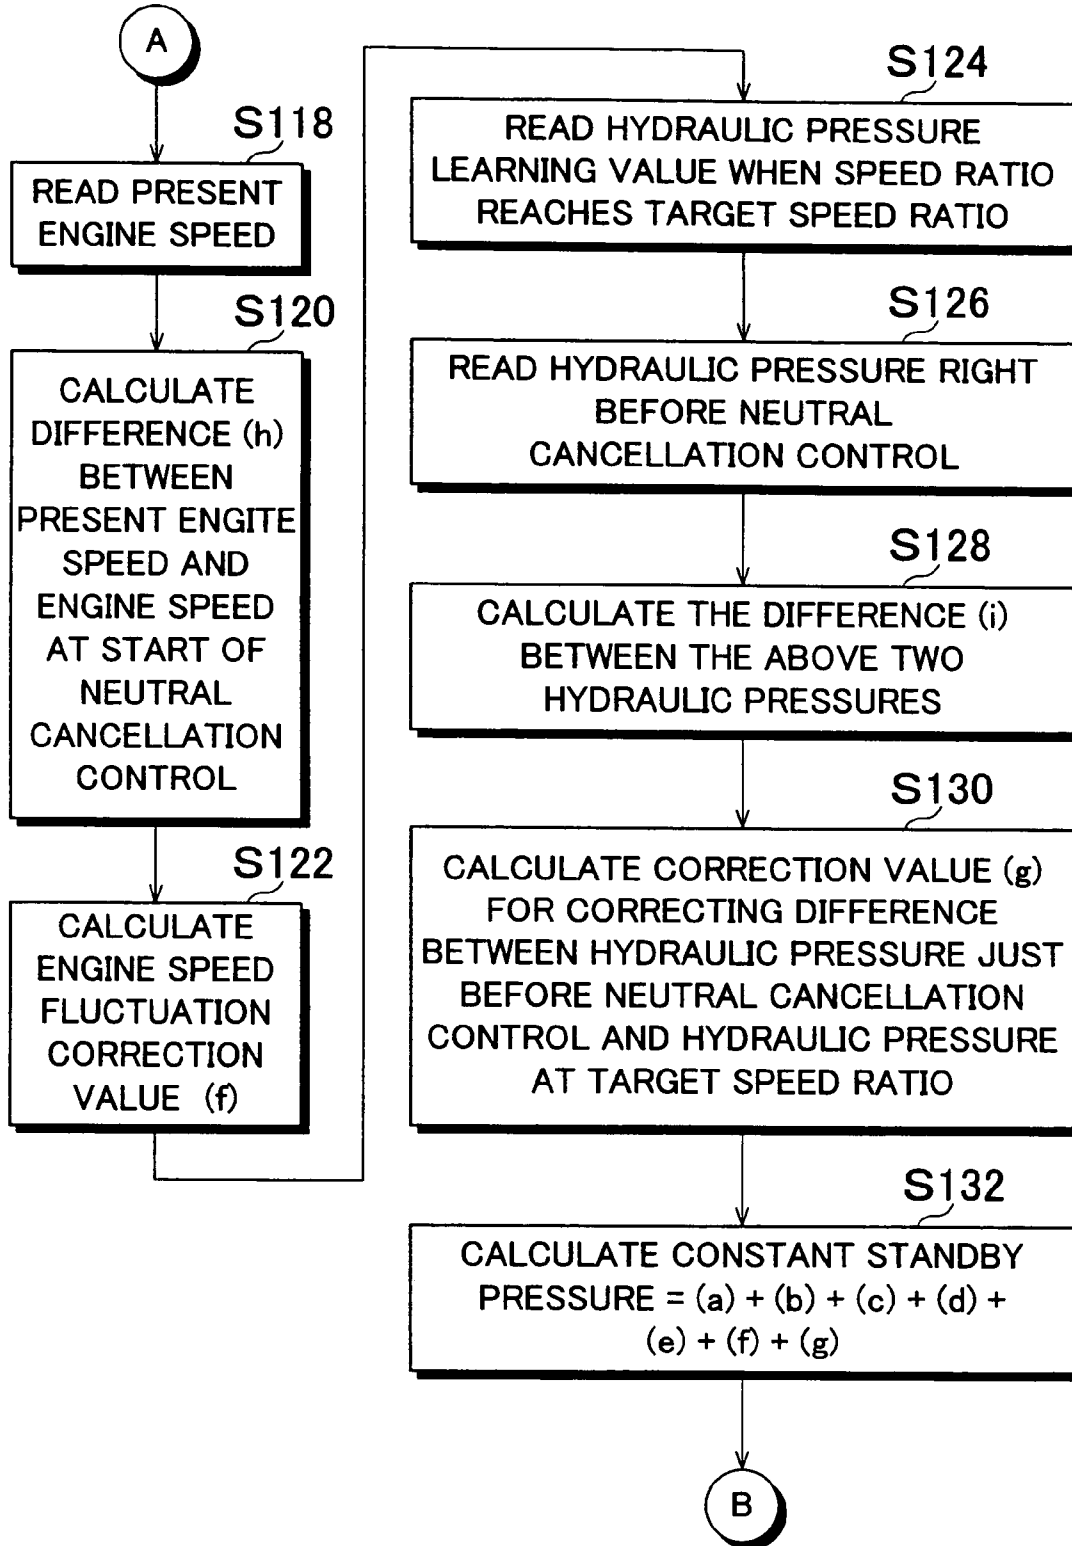 A
S118
READ PRESENT
ENGINE SPEED
S120
CALCULATE
DIFFERENCE (h)
BETWEEN
PRESENT ENGITE
SPEED AND
ENGINE SPEED
AT START OF
NEUTRAL
CANCELLATION
CONTROL
S122
CALCULATE
ENGINE SPEED
FLUCTUATION
CORRECTION
VALUE (f)
S124
READ HYDRAULIC PRESSURE
LEARNING VALUE WHEN SPEED RATIO
REACHES TARGET SPEED RATIO
S126
READ HYDRAULIC PRESSURE RIGHT
BEFORE NEUTRAL
CANCELLATION CONTROL
S128
CALCULATE THE DIFFERENCE (i)
BETWEEN THE ABOVE TWO
HYDRAULIC PRESSURES
S130
CALCULATE CORRECTION VALUE (g)
FOR CORRECTING DIFFERENCE
BETWEEN HYDRAULIC PRESSURE JUST
BEFORE NEUTRAL CANCELLATION
CONTROL AND HYDRAULIC PRESSURE
AT TARGET SPEED RATIO
S132
CALCULATE CONSTANT STANDBY
PRESSURE = (a) + (b) + (c) + (d) +
(e) + (f) + (g)
B